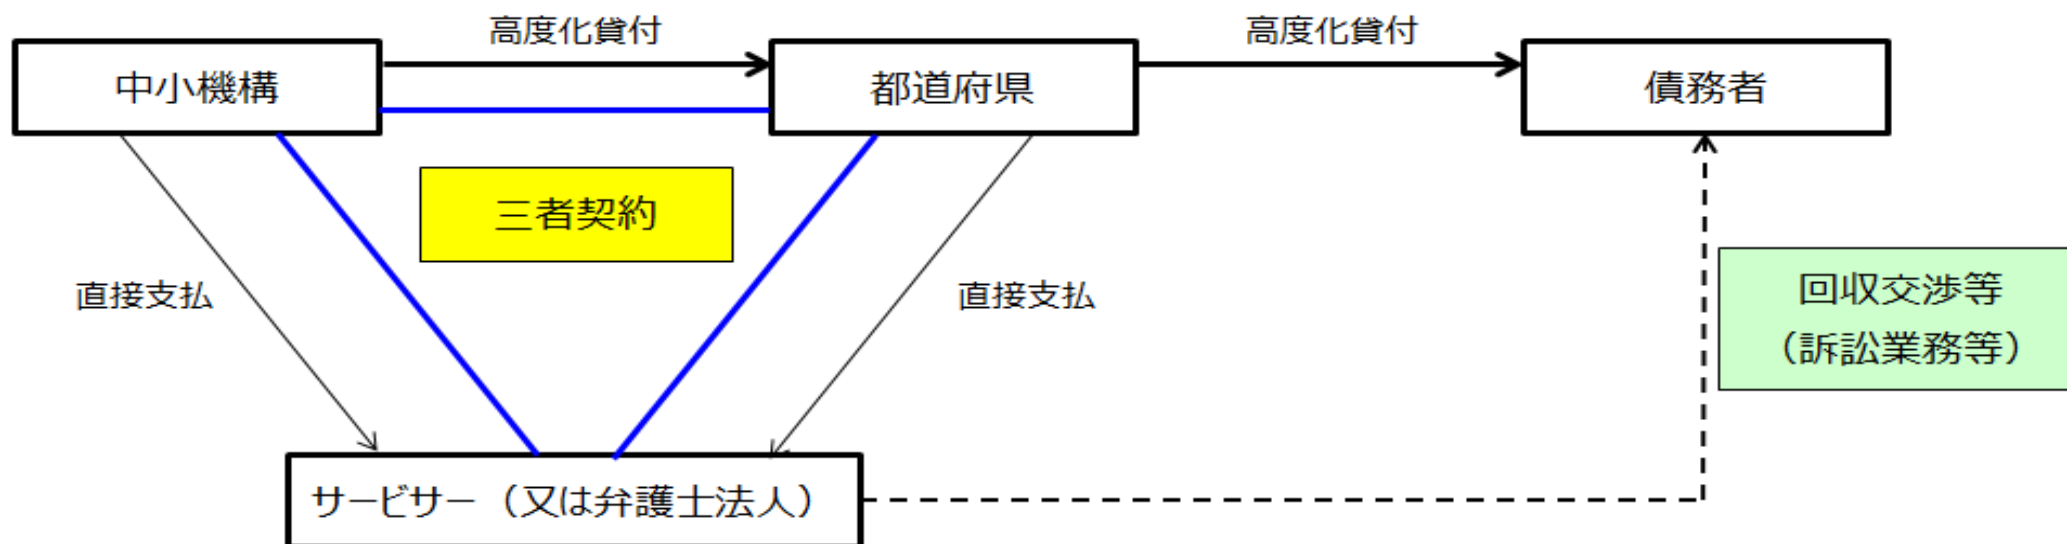 高度化貸付
高度化貸付
中小機構
都道府県
債務者
三者契約
直接支払
直接支払
回収交渉等
（訴訟業務等）
サービサー（又は弁護士法人）